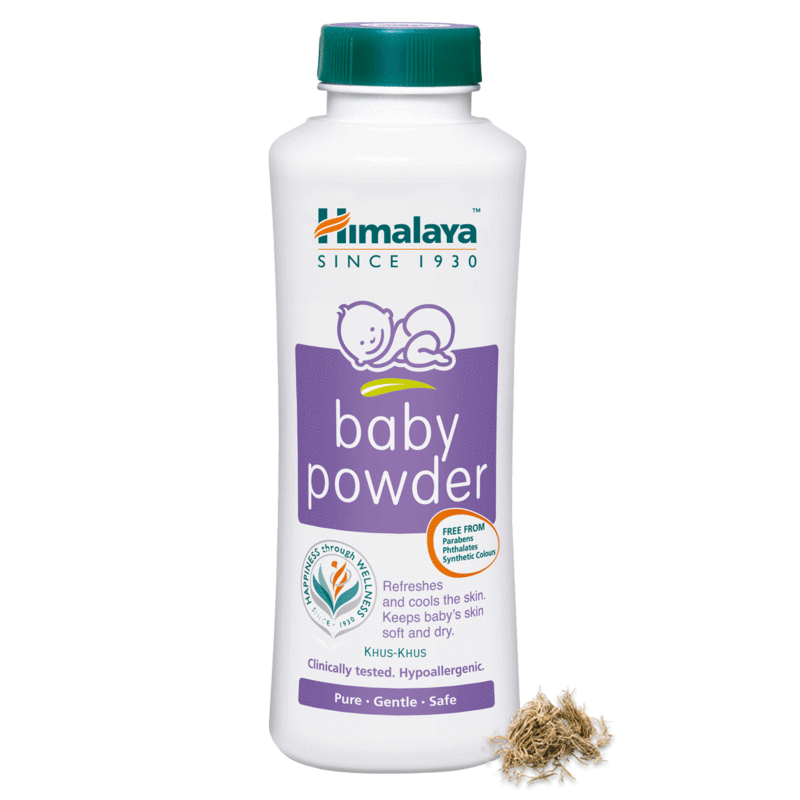 Himalaya™
SINCE 1930
baby
powder
FREE FROM
Parabens
Phthalates
Synthetic Colours
HAPPINESS through WELLNESS
SINCE - 1930
Refreshes
and cools the skin.
Keeps baby's skin
soft and dry.
KHUS-KHUS
Clinically tested. Hypoallergenic.
Pure · Gentle · Safe